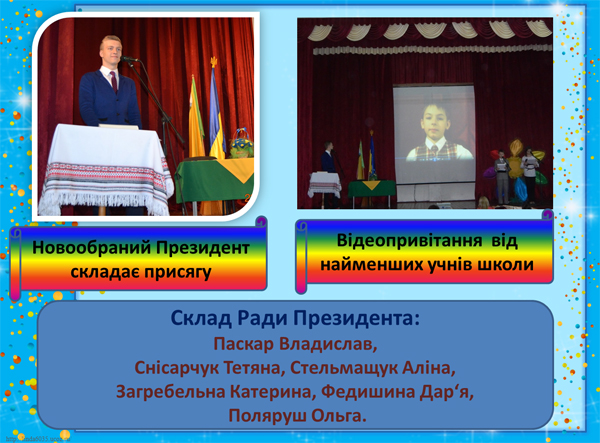 Новообраний Президент
складає присягу
Відеопривітання від
найменших учнів школи
Склад Ради Президента:
Паскар Владислав,
Снісарчук Тетяна, Стельмащук Аліна,
Загребельна Катерина, Федишина Дар‘я,
Поляруш Ольга.